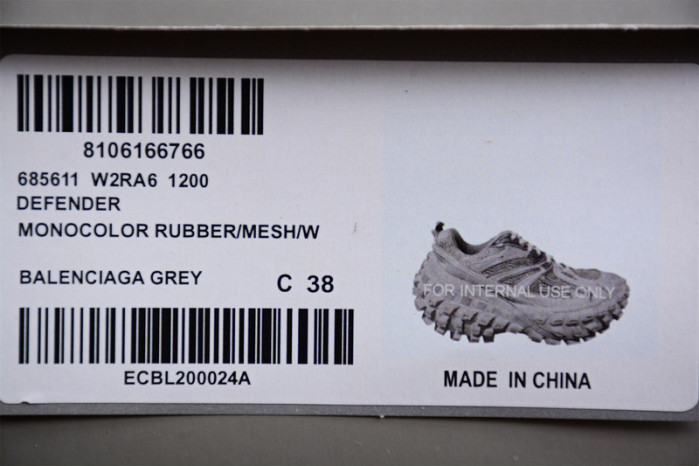 8106166766
685611 W2RA6 1200
DEFENDER
MONOCOLOR RUBBER/MESH/W
BALENCIAGA GREY C 38
ECBL200024A
FOR INTERNAL USE ONLY
MADE IN CHINA